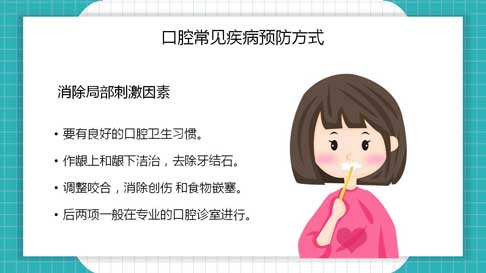 口腔常见疾病预防方式
消除局部刺激因素
• 要有良好的口腔卫生习惯。
• 作龈上和龈下洁治，去除牙结石。
• 调整咬合，消除创伤 和食物嵌塞。
• 后两项一般在专业的口腔诊室进行。